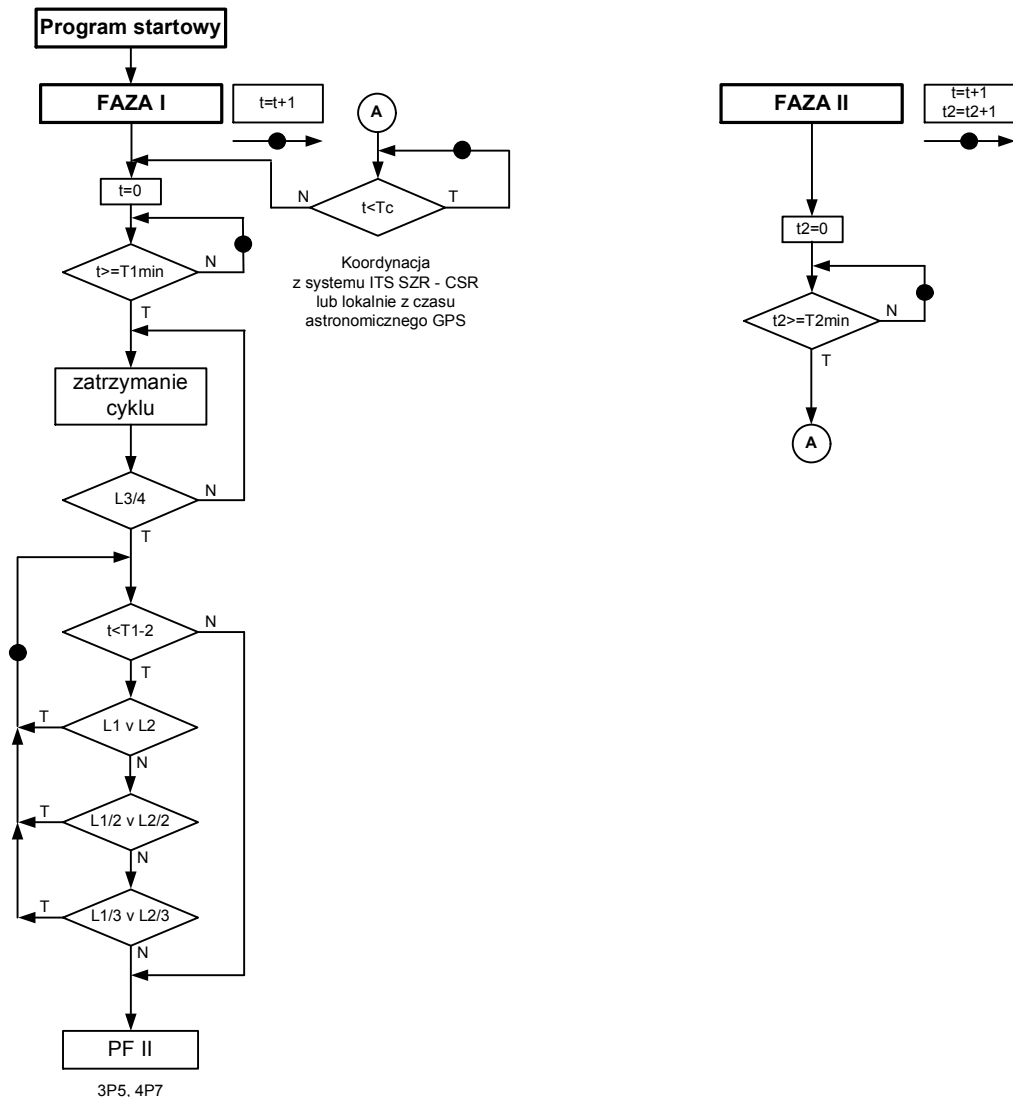 Program startowy
FAZA I
t=t+1
A
t=0
N
t<Tc
T
t>=T1min
N
T
Koordynacja
z systemu ITS SZR - CSR
lub lokalnie z czasu
astronomicznego GPS
zatrzymanie
cyklu
L3/4
N
T
t<T1-2
N
T
T
L1 v L2
N
T
L1/2 v L2/2
N
T
L1/3 v L2/3
N
PF II
3P5, 4P7
FAZA II
t=t+1
t2=t2+1
t2=0
t2>=T2min
N
T
A